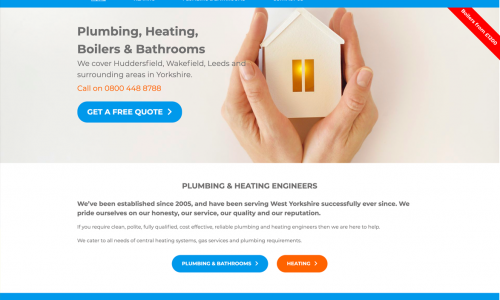 Plumbing, Heating,
Boilers & Bathrooms
We cover Huddersfield, Wakefield, Leeds and
surrounding areas in Yorkshire.
Call on 0800 448 8788
GET A FREE QUOTE
Boilers from £1200
PLUMBING & HEATING ENGINEERS
We've been established since 2005, and have been serving West Yorkshire successfully ever since. We
pride ourselves on our honesty, our service, our quality and our reputation.
If you require clean, polite, fully qualified, cost effective, reliable plumbing and heating engineers then we are here to help.
We cater to all needs of central heating systems, gas services and plumbing requirements.
PLUMBING & BATHROOMS
HEATING